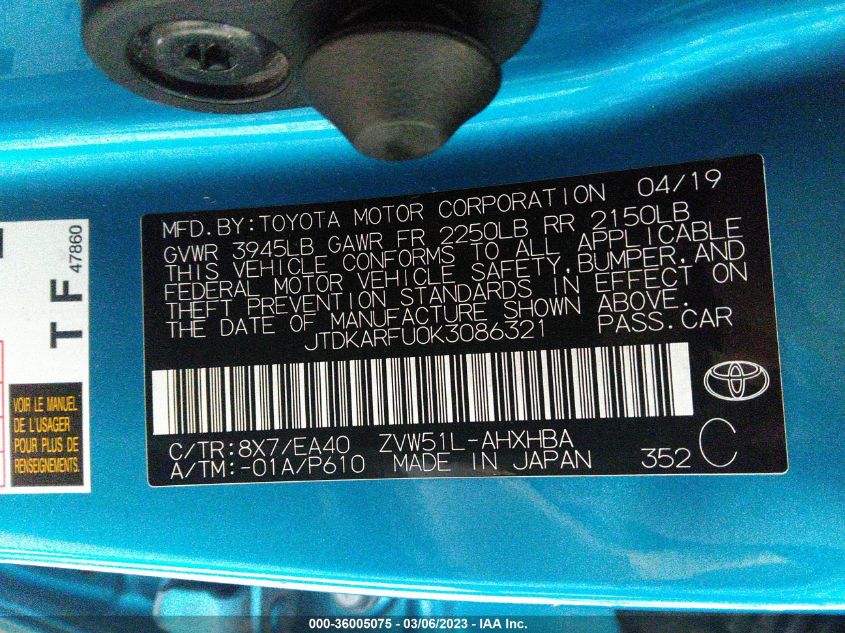 MFD.BY:TOYOTA MOTOR CORPORATION 04/19
GVWR 3945LB GAWR FR 2250LB RR 2150LB
THIS VEHICLE CONFORMS TO ALL APPLICABLE
FEDERAL MOTOR VEHICLE SAFETY,BUMPER,AND
THEFT PREVENTION STANDARDS IN EFFECT ON
THE DATE OF MANUFACTURE SHOWN ABOVE.
JTDKARFU0K3086321 PASS.CAR
C/TR:8X7/EA40 ZVW51L-AHXHBA
A/TM:-01A/P610 MADE IN JAPAN 352 C
TF
47860
VOIR LE MANUEL
DE L'USAGER
POUR PLUS DE
RENSEIGNEMENTS.
000-36005075 - 03/06/2023 - IAA Inc.